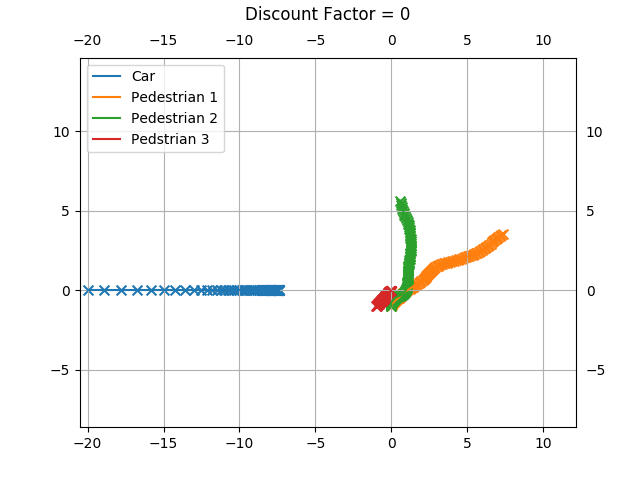 Discount Factor = 0
−20 −15 −10 −5 0 5 10
Car
Pedestrian 1
Pedestrian 2
Pedstrian 3
10 10
5 5
0 0
−5 −5
−20 −15 −10 −5 0 5 10